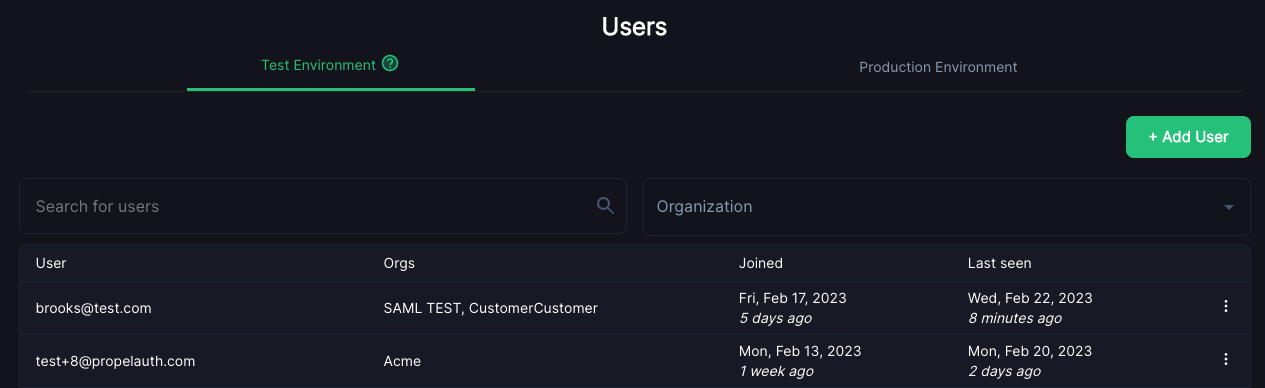 Users
Test Environment ?
Production Environment
+ Add User
Search for users
Organization
User Orgs Joined Last seen
brooks@test.com SAML TEST, CustomerCustomer Fri, Feb 17, 2023 Wed, Feb 22, 2023
5 days ago 8 minutes ago
test+8@propelauth.com Acme Mon, Feb 13, 2023 Mon, Feb 20, 2023
1 week ago 2 days ago